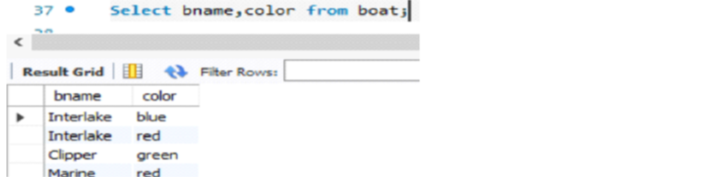 37 Select bname,color from boat;
Result Grid Filter Rows:
bname color
Interlake blue
Interlake red
Clipper green
Marine red